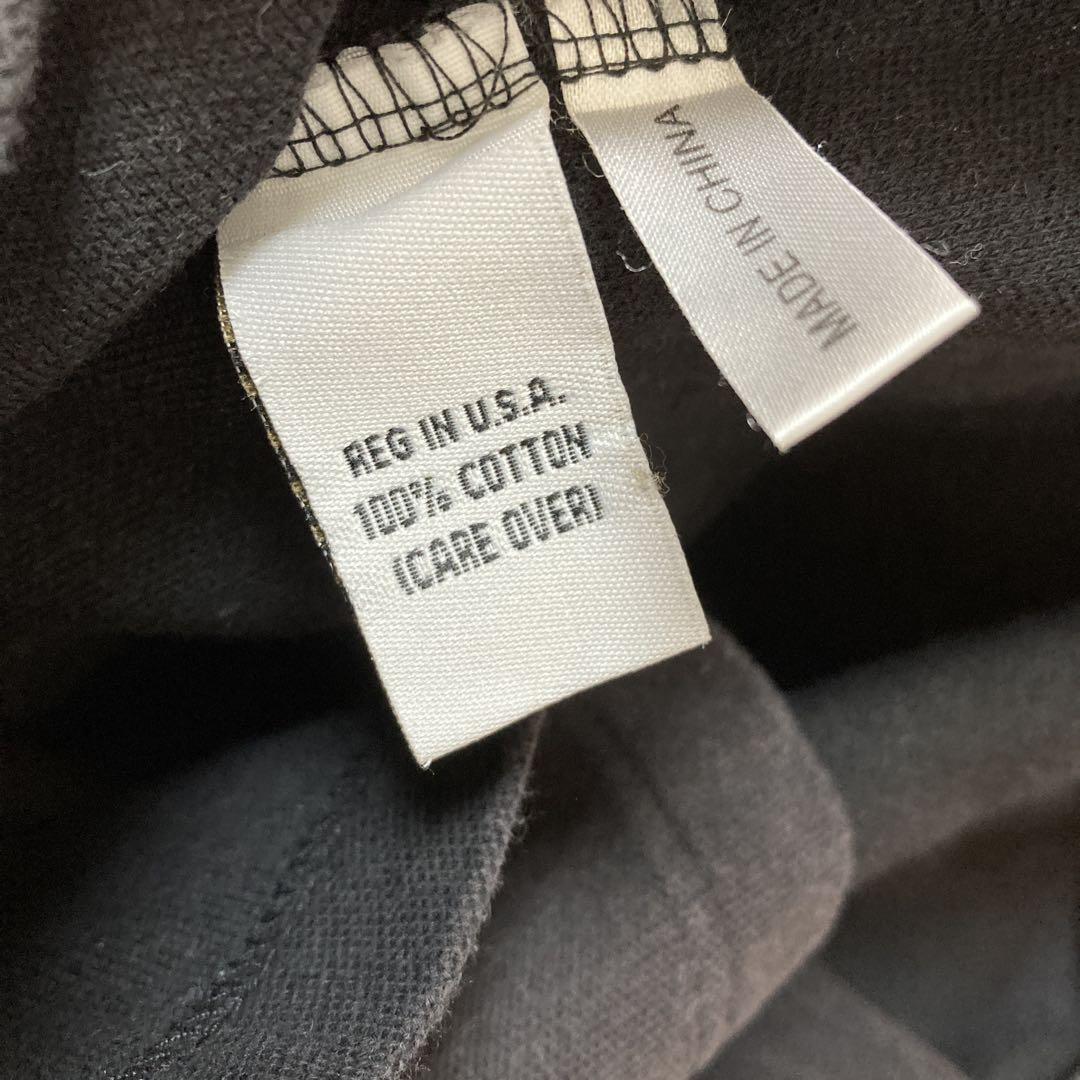 REG IN U.S.A.
100% COTTON
(CARE OVER)
MADE IN CHINA